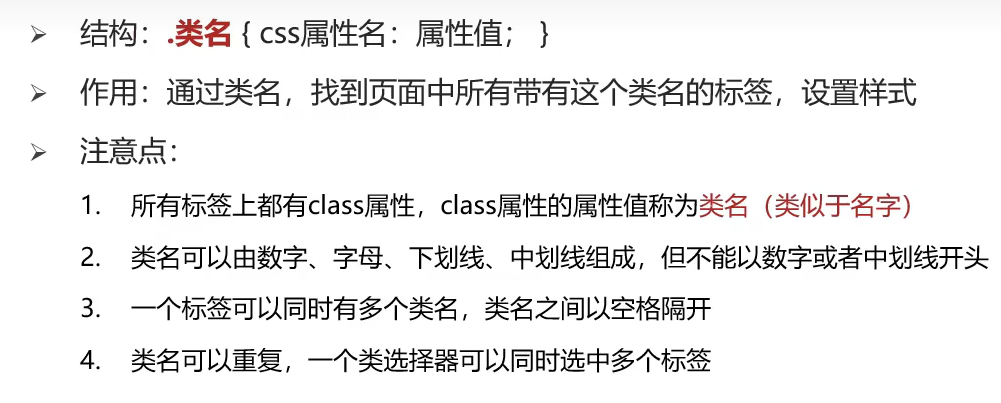 ➢ 结构：.类名 { css属性名：属性值； }
➢ 作用：通过类名，找到页面中所有带有这个类名的标签，设置样式
➢ 注意点：
1. 所有标签上都有class属性，class属性的属性值称为类名（类似于名字）
2. 类名可以由数字、字母、下划线、中划线组成，但不能以数字或者中划线开头
3. 一个标签可以同时有多个类名，类名之间以空格隔开
4. 类名可以重复，一个类选择器可以同时选中多个标签